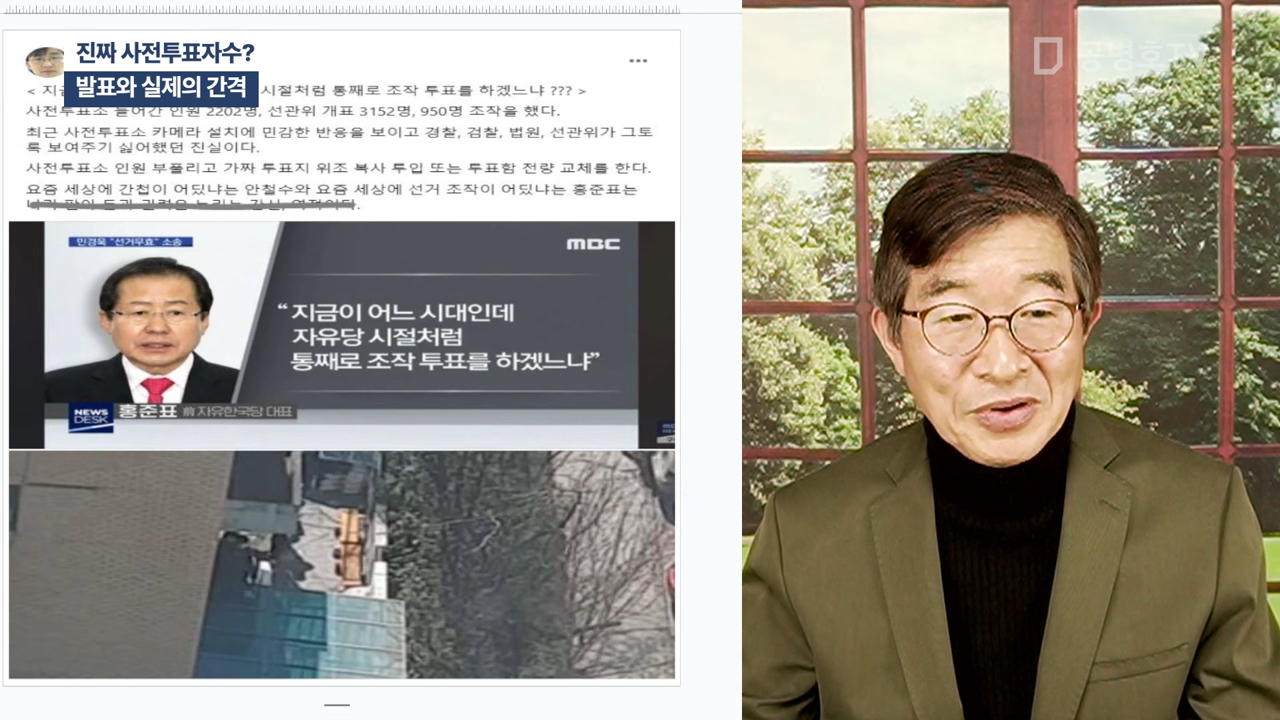 진짜 사전투표자수?
발표와 실제의 간격
시절처럼 통째로 조작 투표를 하겠느냐 ??? >
사전투표소 들어간 인원 2202명, 선관위 개표 3152명, 950명 조작을 했다.
최근 사전투표소 카메라 설치에 민감한 반응을 보이고 경찰, 검찰, 법원, 선관위가 그토
록 보여주기 싫어했던 진실이다.
사전투표소 인원 부풀리고 가짜 투표지 위조 복사 투입 또는 투표함 전량 교체를 한다.
요즘 세상에 간첩이 어딨냐는 안철수와 요즘 세상에 선거 조작이 어딨냐는 홍준표는
민경욱 "선거무효" 소송
MBC
“ 지금이 어느 시대인데
자유당 시절처럼
통째로 조작 투표를 하겠느냐”
NEWS
DESK
홍준표 前 자유한국당 대표
공병호TV